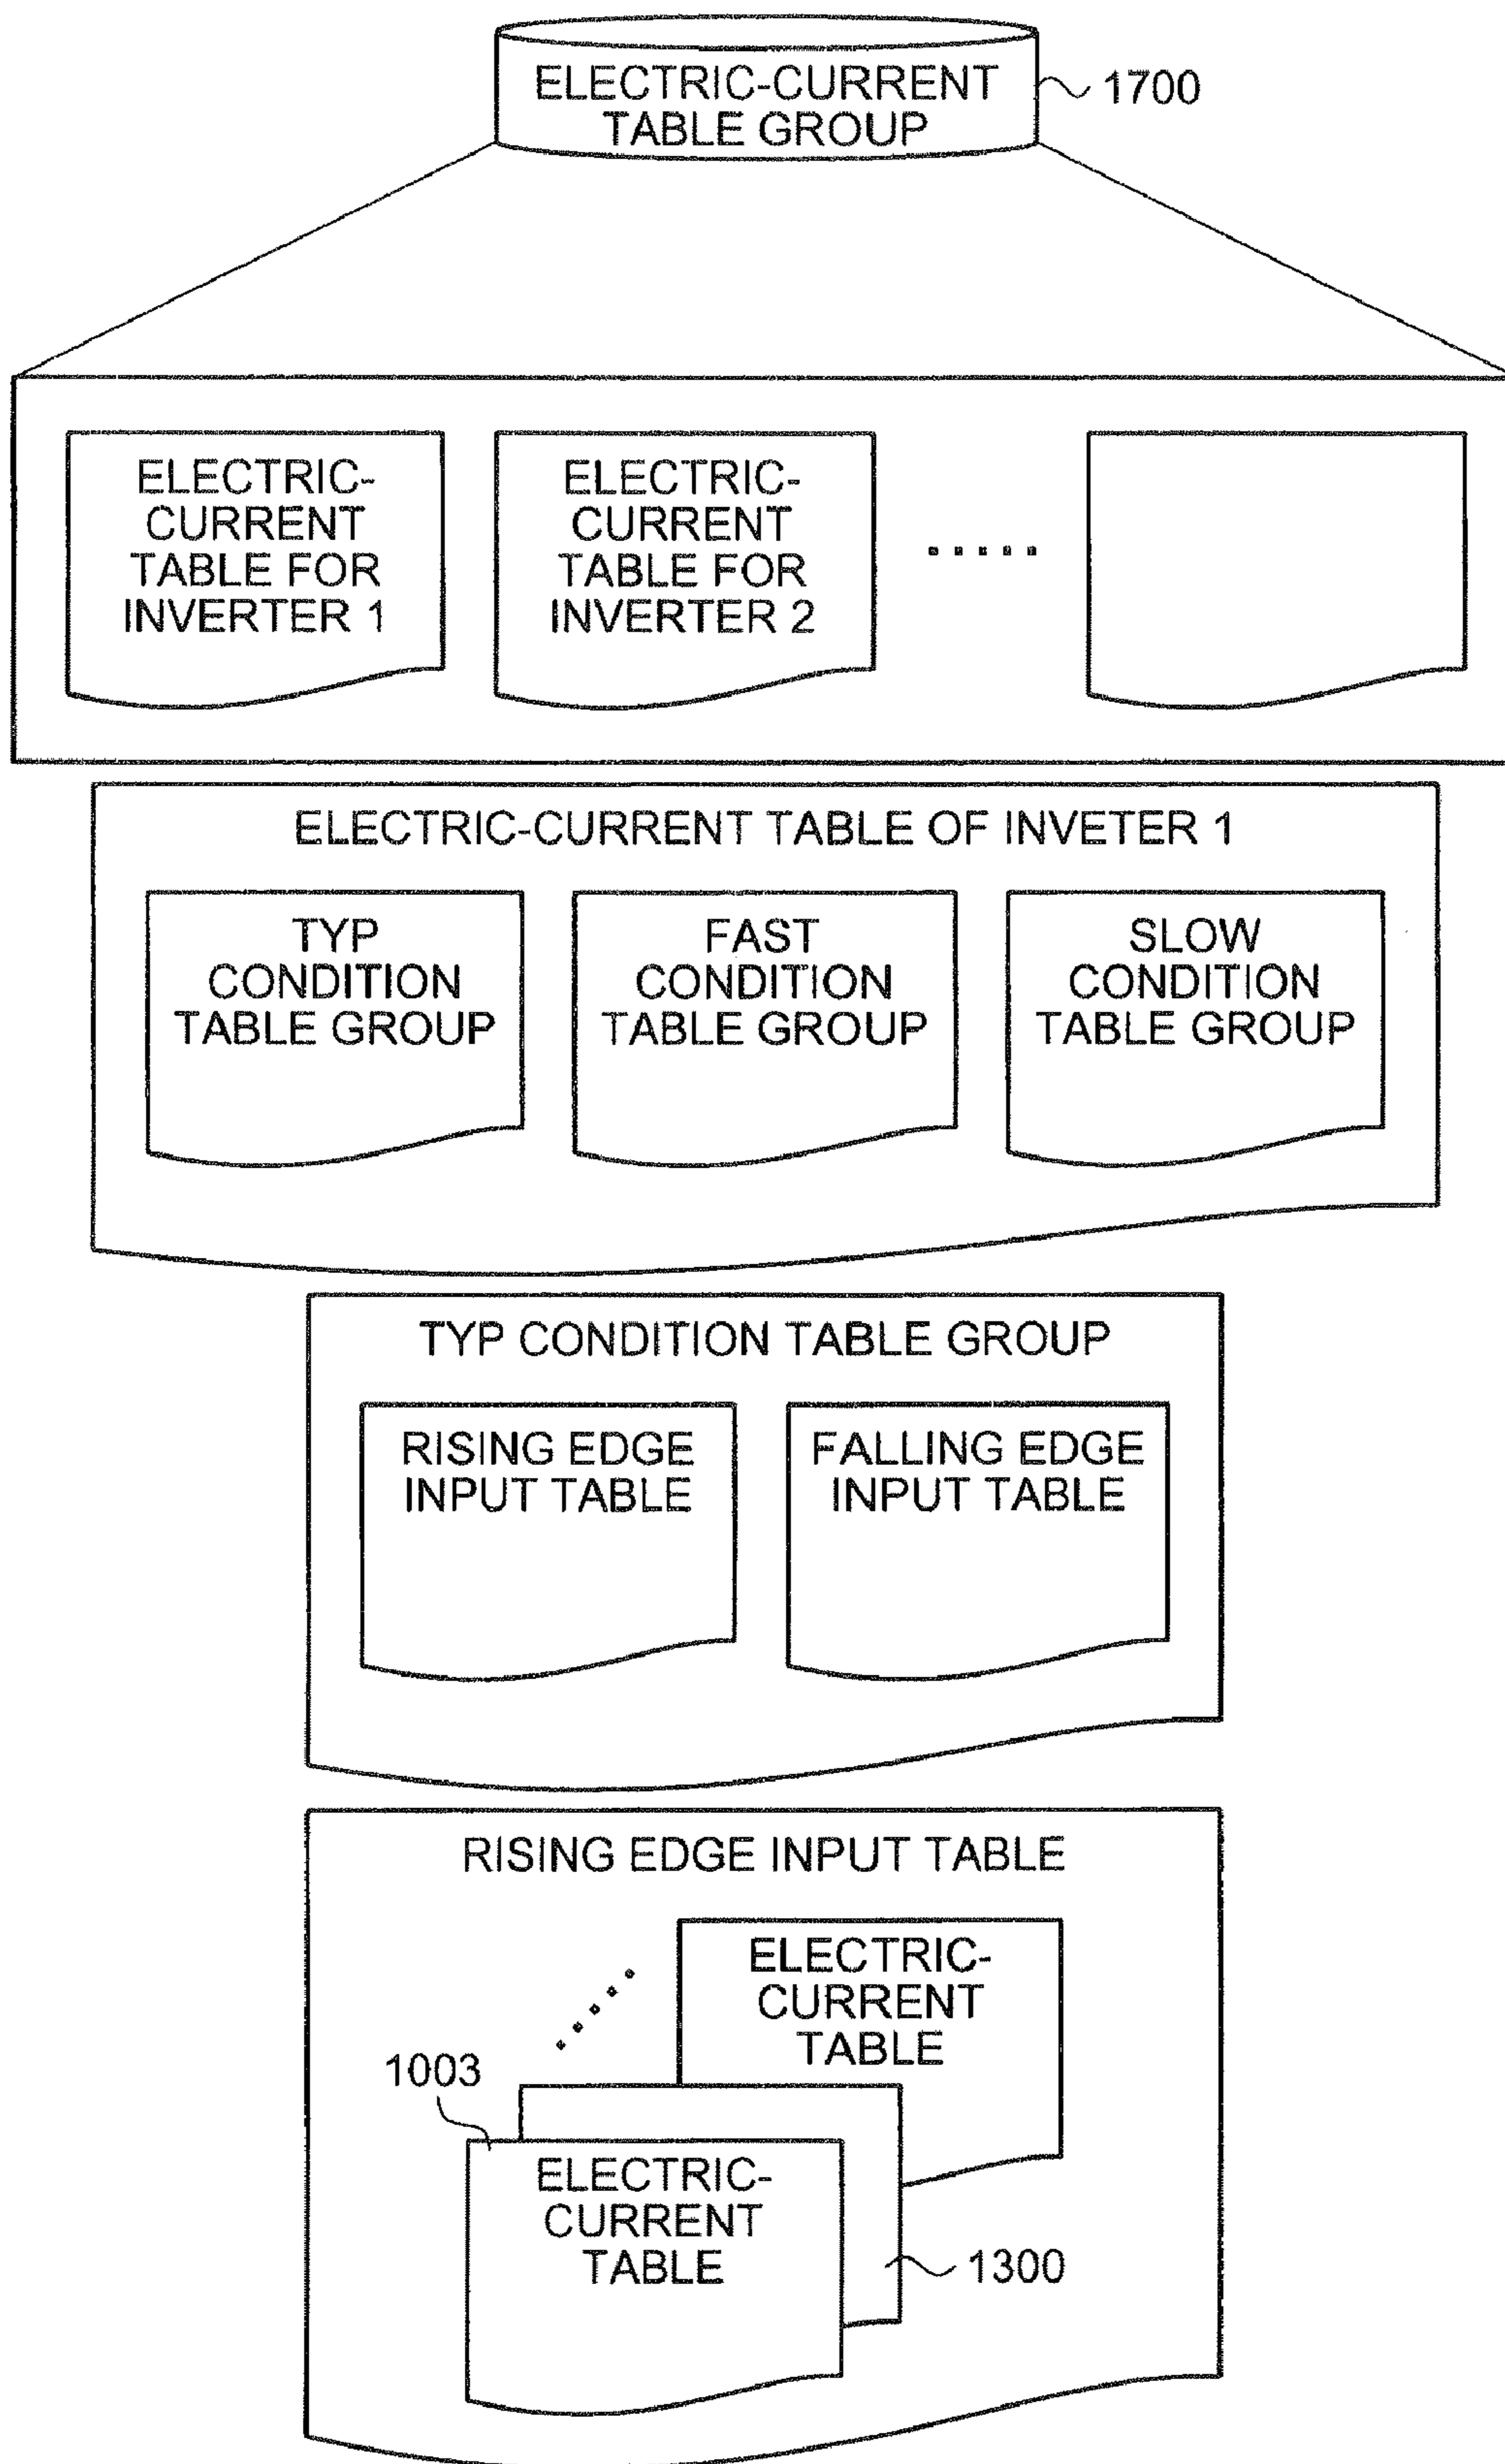 ELECTRIC-CURRENT
TABLE GROUP
1700
ELECTRIC-
CURRENT
TABLE FOR
INVERTER 1
ELECTRIC-
CURRENT
TABLE FOR
INVERTER 2
ELECTRIC-CURRENT TABLE OF INVETER 1
TYP
CONDITION
TABLE GROUP
FAST
CONDITION
TABLE GROUP
SLOW
CONDITION
TABLE GROUP
TYP CONDITION TABLE GROUP
RISING EDGE
INPUT TABLE
FALLING EDGE
INPUT TABLE
RISING EDGE INPUT TABLE
ELECTRIC-
CURRENT
TABLE
1003
ELECTRIC-
CURRENT
TABLE
1300